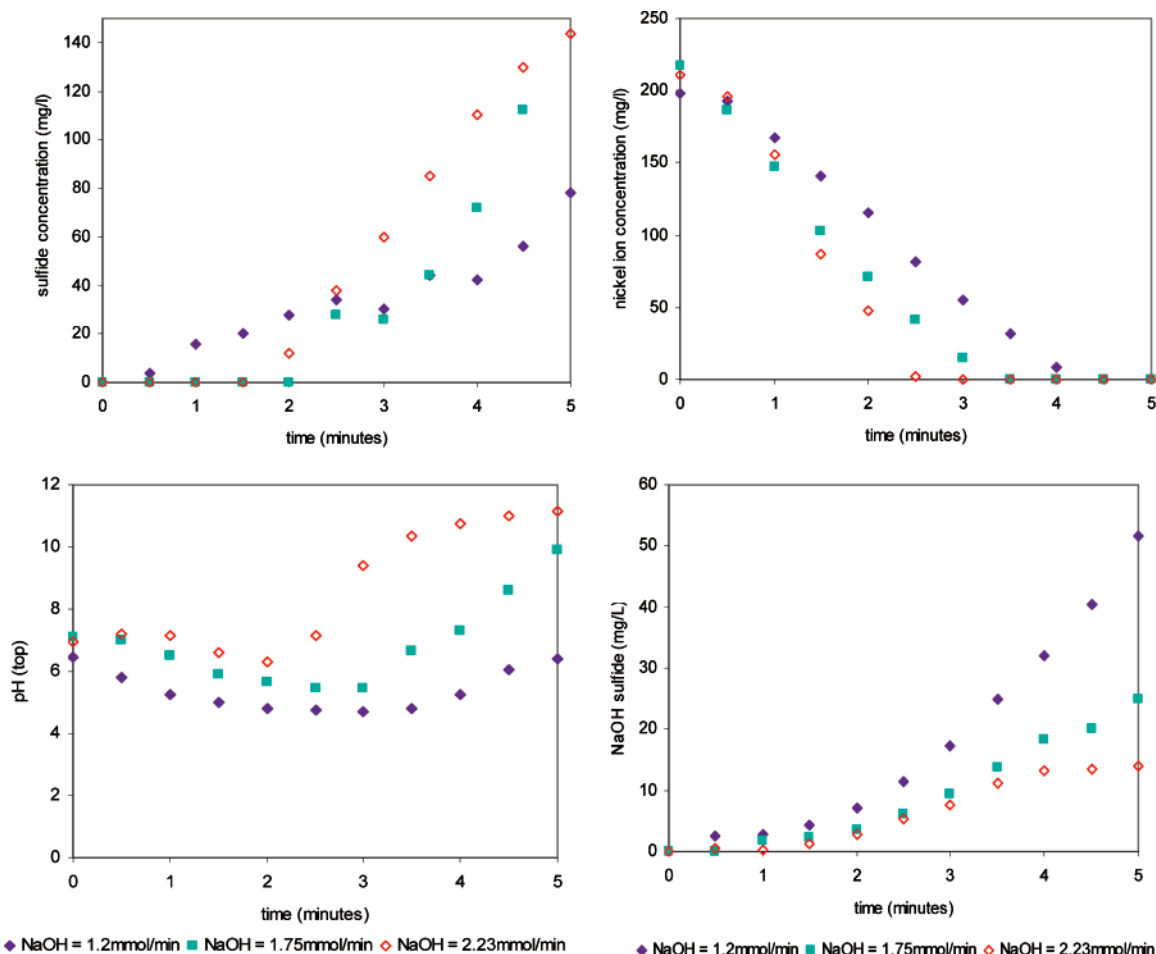 sulfide concentration (mg/l)
140
120
100
80
60
40
20
0
0 1 2 3 4 5
time (minutes)
nickel ion concentration (mg/l)
250
200
150
100
50
0
0 1 2 3 4 5
time (minutes)
pH (top)
12
10
8
6
4
2
0
0 1 2 3 4 5
time (minutes)
NaOH = 1.2mmol/min NaOH = 1.75mmol/min NaOH = 2.23mmol/min
NaOH sulfide (mg/L)
60
50
40
30
20
10
0
0 1 2 3 4 5
time (minutes)
NaOH = 1.2mmol/min NaOH = 1.75mmol/min NaOH = 2.23mmol/min